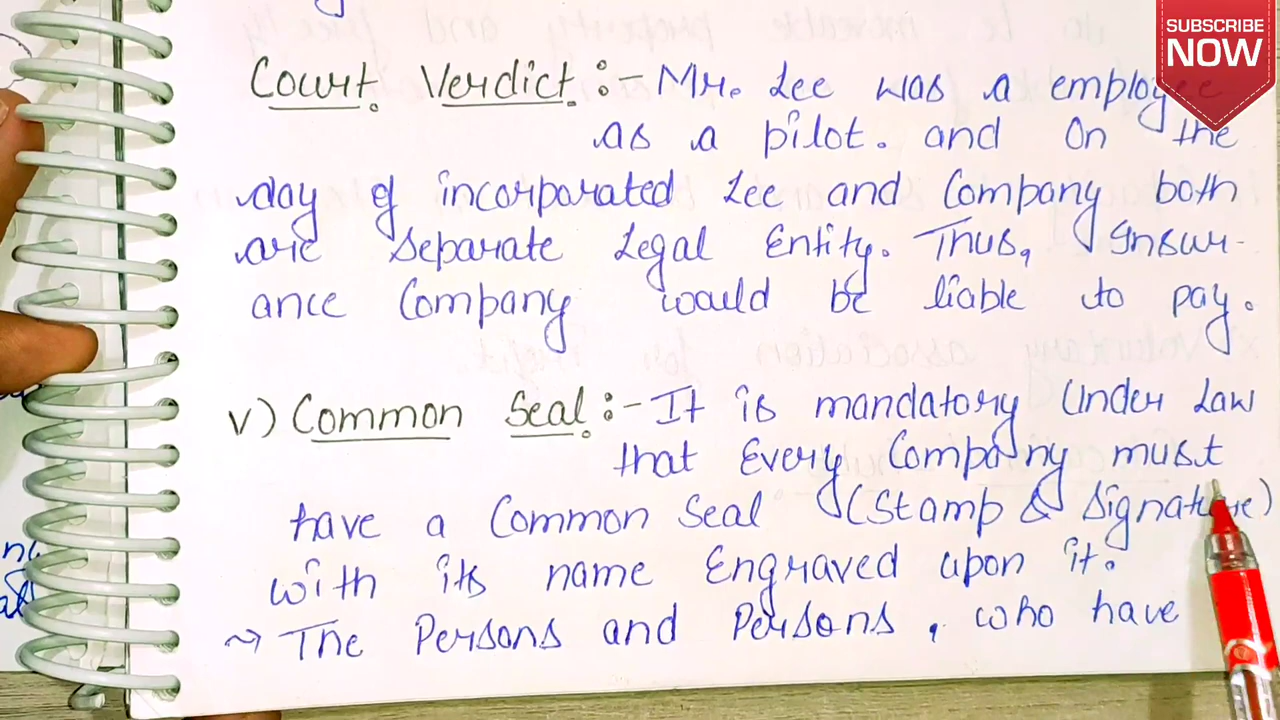 SUBSCRIBE
NOW
Court Verdict :- Mr. Lee was a employee
as a pilot. and On the
day of incorporated Lee and Company both
are Separate Legal Entity. Thus, Insur-
ance Company would be liable to pay.
v) Common Seal :- It is mandatory Under Law
that Every Company must
have a Common Seal (Stamp & Signature)
with its name Engraved upon it.
~> The Persons and Persons, who have